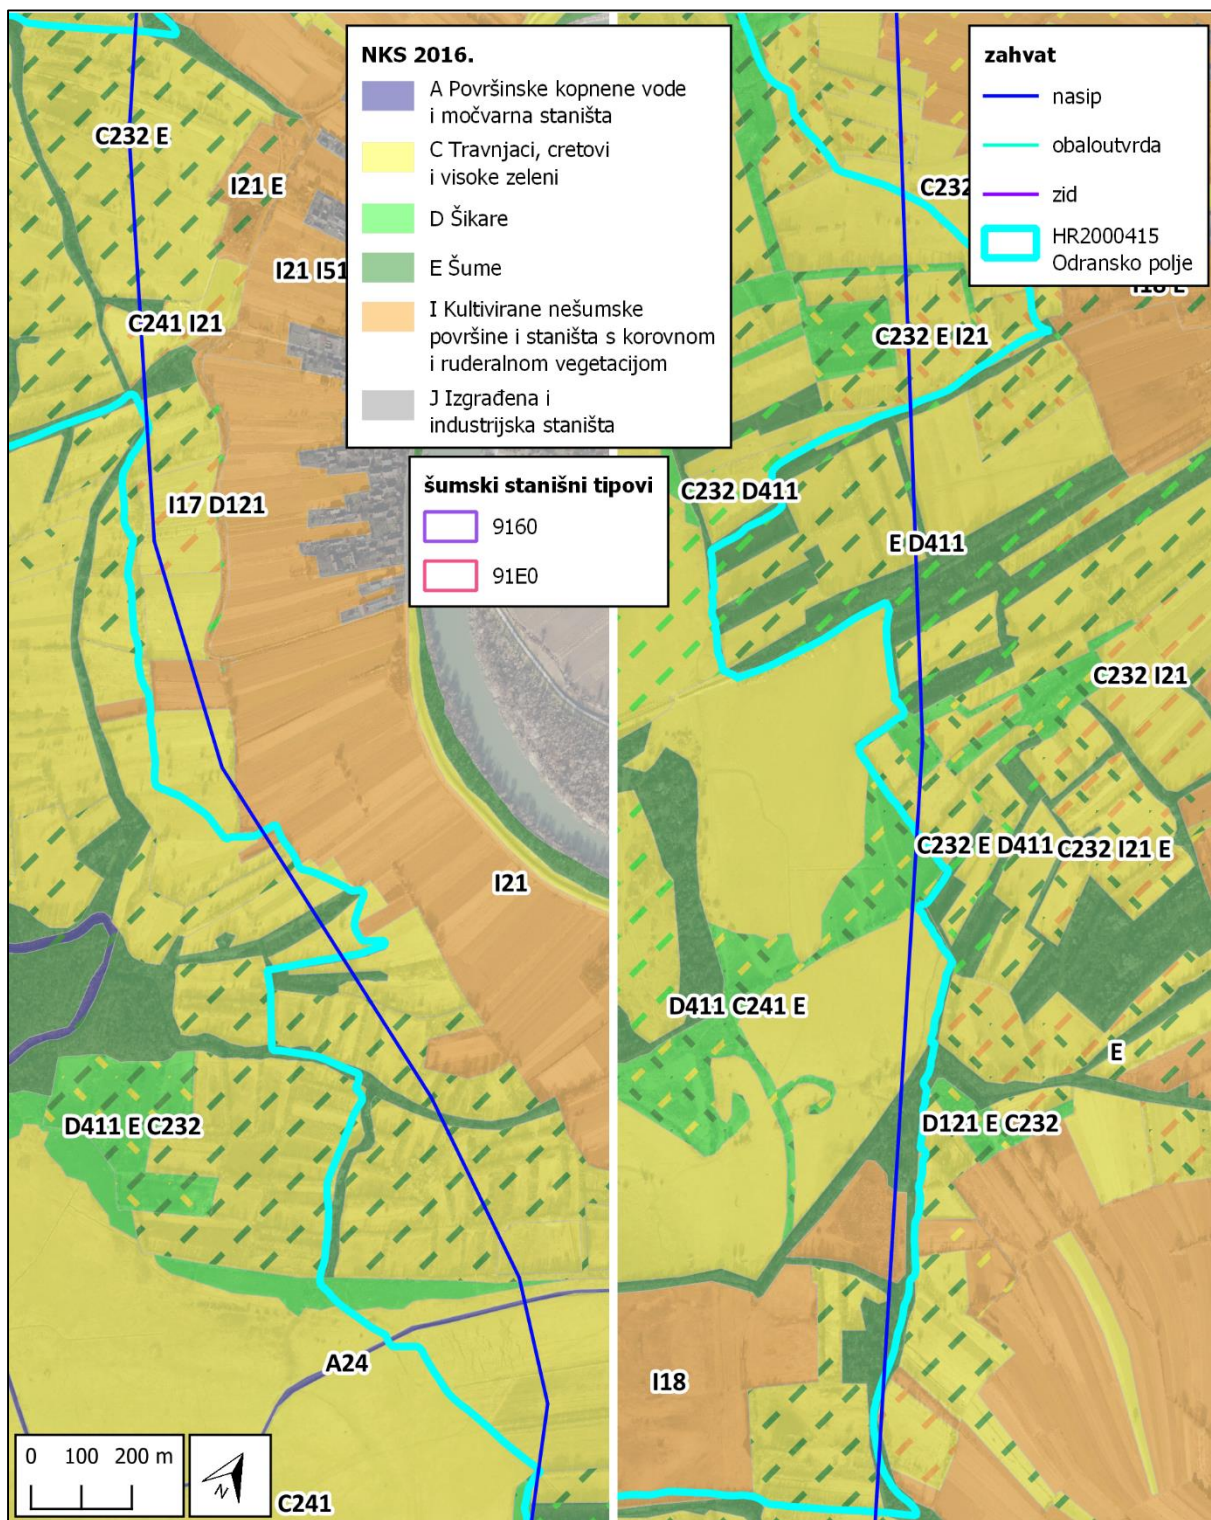 NKS 2016.
A Površinske kopnene vode
i močvarna staništa
C Travnjaci, cretovi
i visoke zeleni
D Šikare
E Šume
I Kultivirane nešumske
površine i staništa s korovnom
i ruderalnom vegetacijom
J Izgrađena i
industrijska staništa
šumski stanišni tipovi
9160
91E0
zahvat
nasip
obaloutvrda
zid
HR2000415
Odransko polje
C232 E
I21 E
I21 I51
C241 I21
I17 D121
I21
D411 E C232
A24
C241
0 100 200 m
N
C232
I18 E
C232 E I21
C232 D411
E D411
C232 I21
C232 E D411
C232 I21 E
D411 C241 E
E
D121 E C232
I18